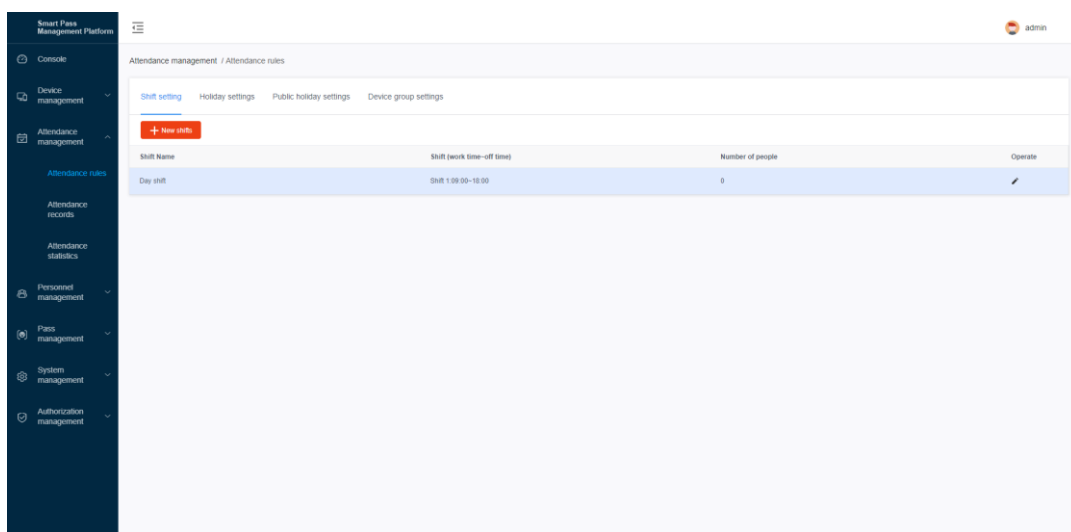 Smart Pass
Management Platform
admin
Console
Attendance management / Attendance rules
Device
management
Shift setting Holiday settings Public holiday settings Device group settings
Attendance
management
New shifts
Shift Name Shift (work time~off time) Number of people Operate
Attendance rules
Day shift Shift 1:09:00~18:00 0
Attendance
records
Attendance
statistics
Personnel
management
Pass
management
System
management
Authorization
management